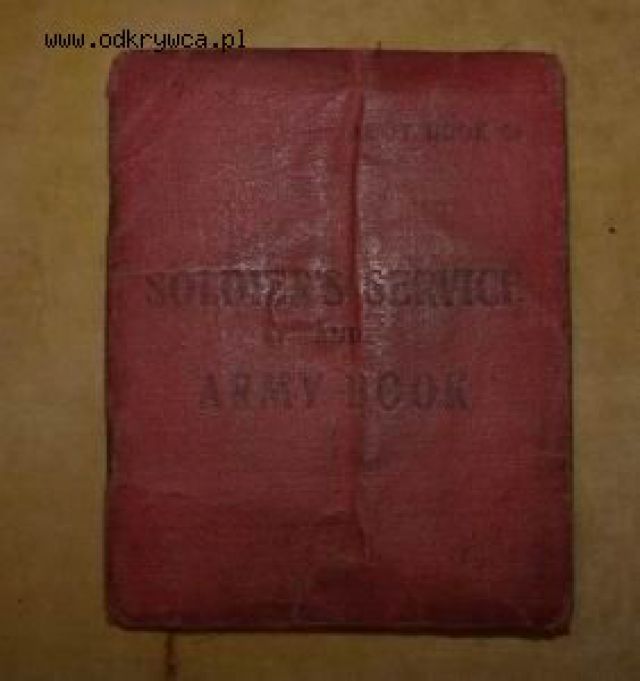 www.odkrywca.pl
SOLDIER'S SERVICE
AND
ARMY BOOK